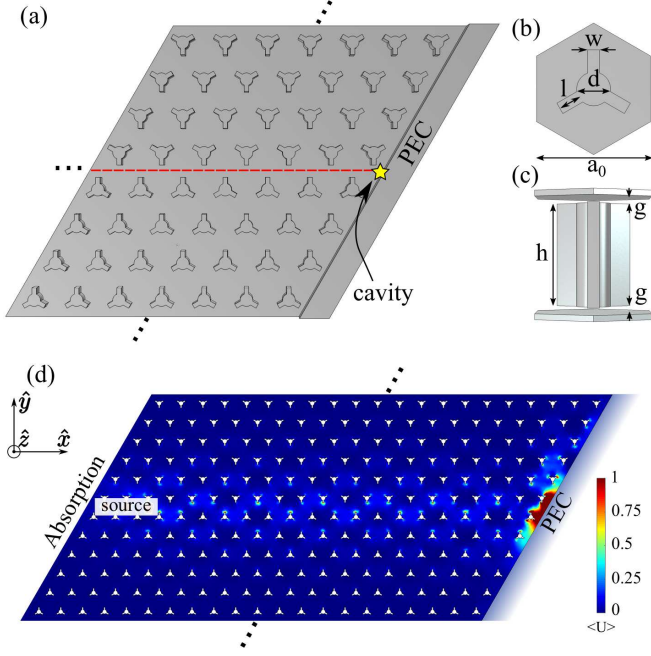 (a)
PEC
cavity
(b)
w
d
l
a₀
(c)
g
h
g
(d)
ŷ
ẑ
x̂
Absorption
source
PEC
1
0.75
0.5
0.25
0
<U>